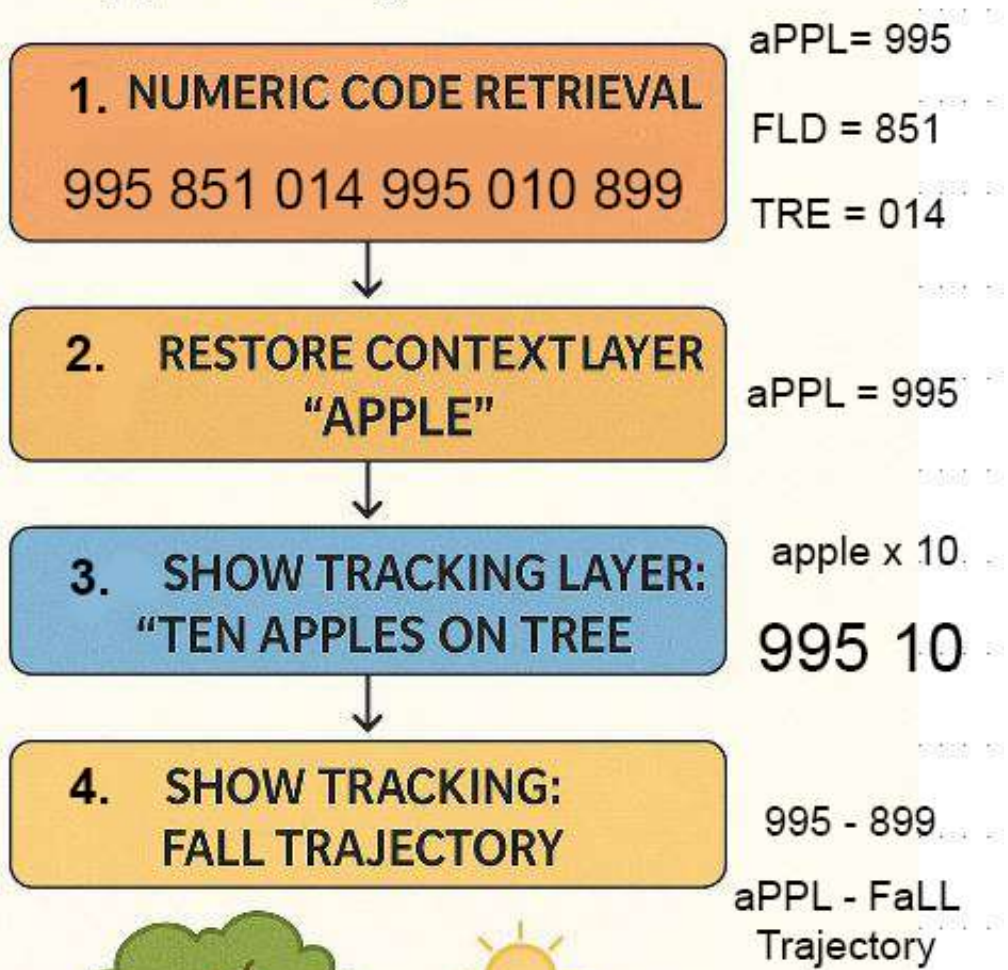 1. NUMERIC CODE RETRIEVAL
995 851 014 995 010 899
aPPL= 995
FLD = 851
TRE = 014
2. RESTORE CONTEXT LAYER
“APPLE”
aPPL = 995
3. SHOW TRACKING LAYER:
“TEN APPLES ON TREE
apple x 10
995 10
4. SHOW TRACKING:
FALL TRAJECTORY
995 - 899
aPPL - FaLL
Trajectory